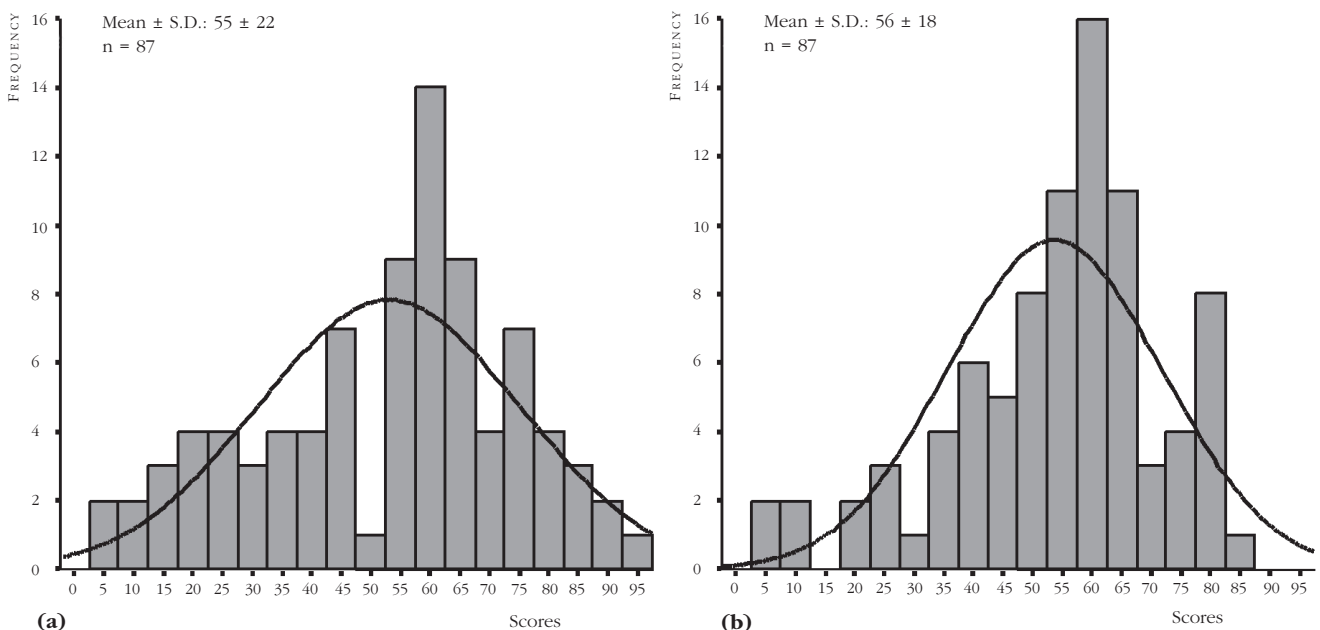 Mean ± S.D.: 55 ± 22
n = 87
FREQUENCY
16
14
12
10
8
6
4
2
0
0 5 10 15 20 25 30 35 40 45 50 55 60 65 70 75 80 85 90 95
(a)
Scores
Mean ± S.D.: 56 ± 18
n = 87
FREQUENCY
16
14
12
10
8
6
4
2
0
0 5 10 15 20 25 30 35 40 45 50 55 60 65 70 75 80 85 90 95
(b)
Scores